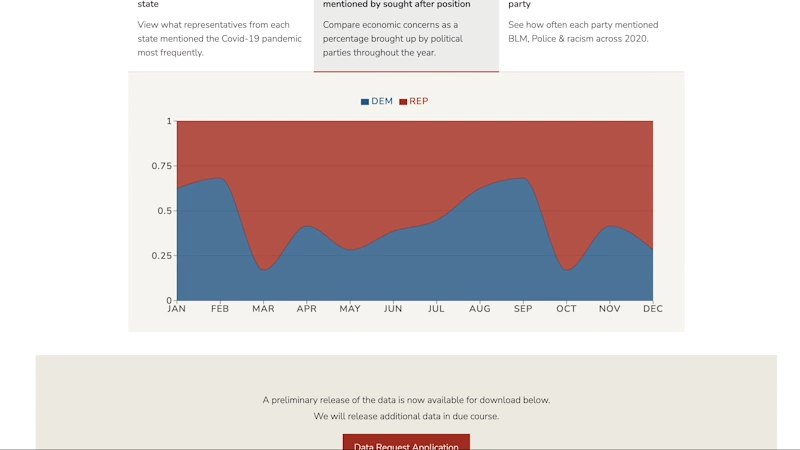 state
View what representatives from each
state mentioned the Covid-19 pandemic
most frequently.
mentioned by sought after position
Compare economic concerns as a
percentage brought up by political
parties throughout the year.
party
See how often each party mentioned
BLM, Police & racism across 2020.
DEM REP
1
0.75
0.5
0.25
0
JAN FEB MAR APR MAY JUN JUL AUG SEP OCT NOV DEC
A preliminary release of the data is now available for download below.
We will release additional data in due course.
Data Request Application